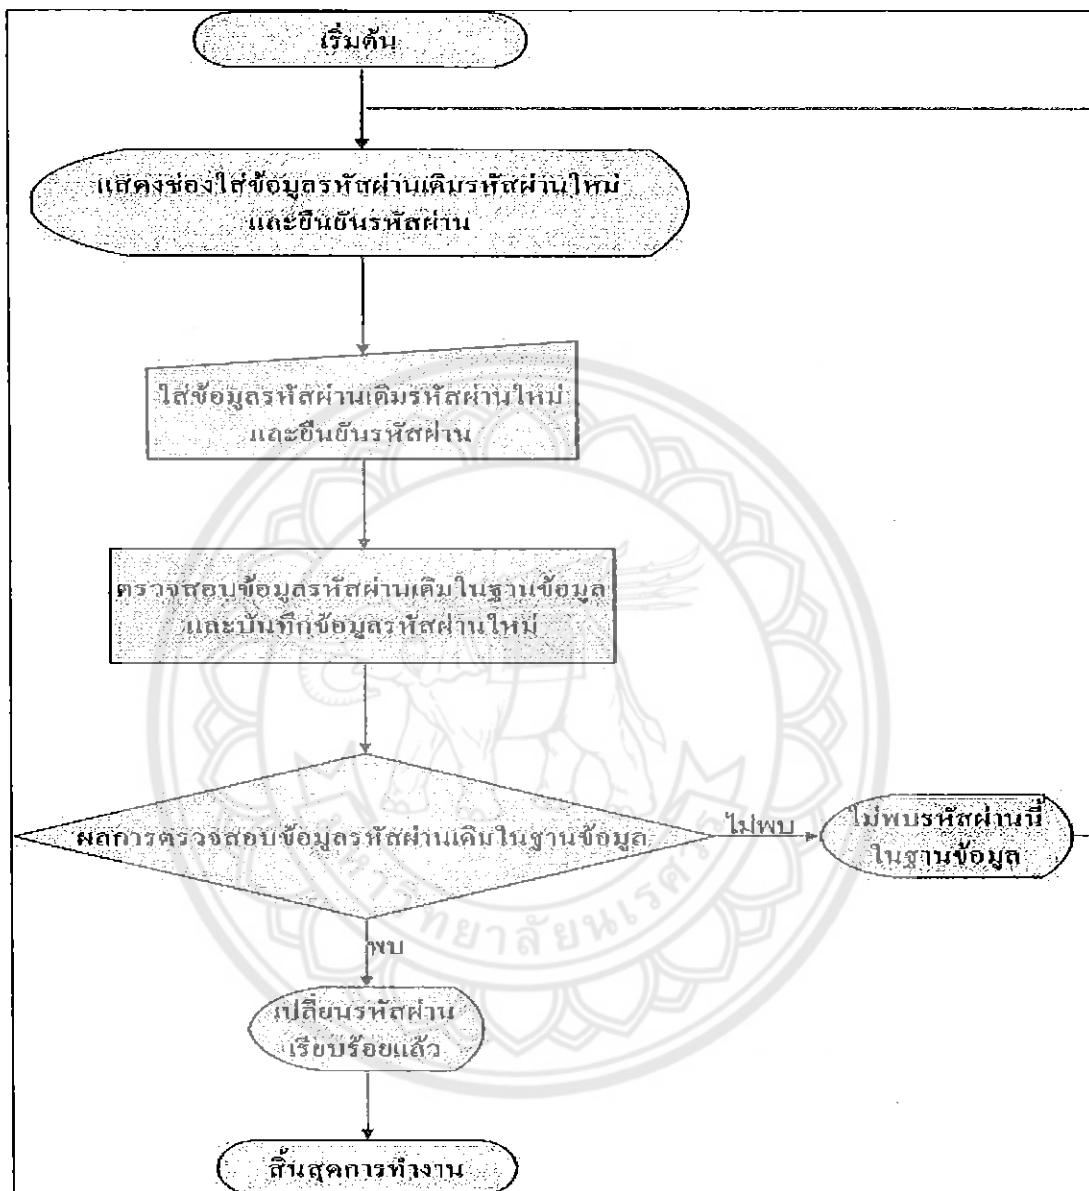 เริ่มต้น
แสดงช่องใส่ข้อมูลรหัสผ่านเดิมรหัสผ่านใหม่
และยืนยันรหัสผ่าน
ใส่ข้อมูลรหัสผ่านเดิมรหัสผ่านใหม่
และยืนยันรหัสผ่าน
ตรวจสอบข้อมูลรหัสผ่านเดิมในฐานข้อมูล
และบันทึกข้อมูลรหัสผ่านใหม่
ผลการตรวจสอบข้อมูลรหัสผ่านเดิมในฐานข้อมูล
ไม่พบ
ไม่พบรหัสผ่านนี้
ในฐานข้อมูล
พบ
เปลี่ยนรหัสผ่าน
เรียบร้อยแล้ว
สิ้นสุดการทำงาน